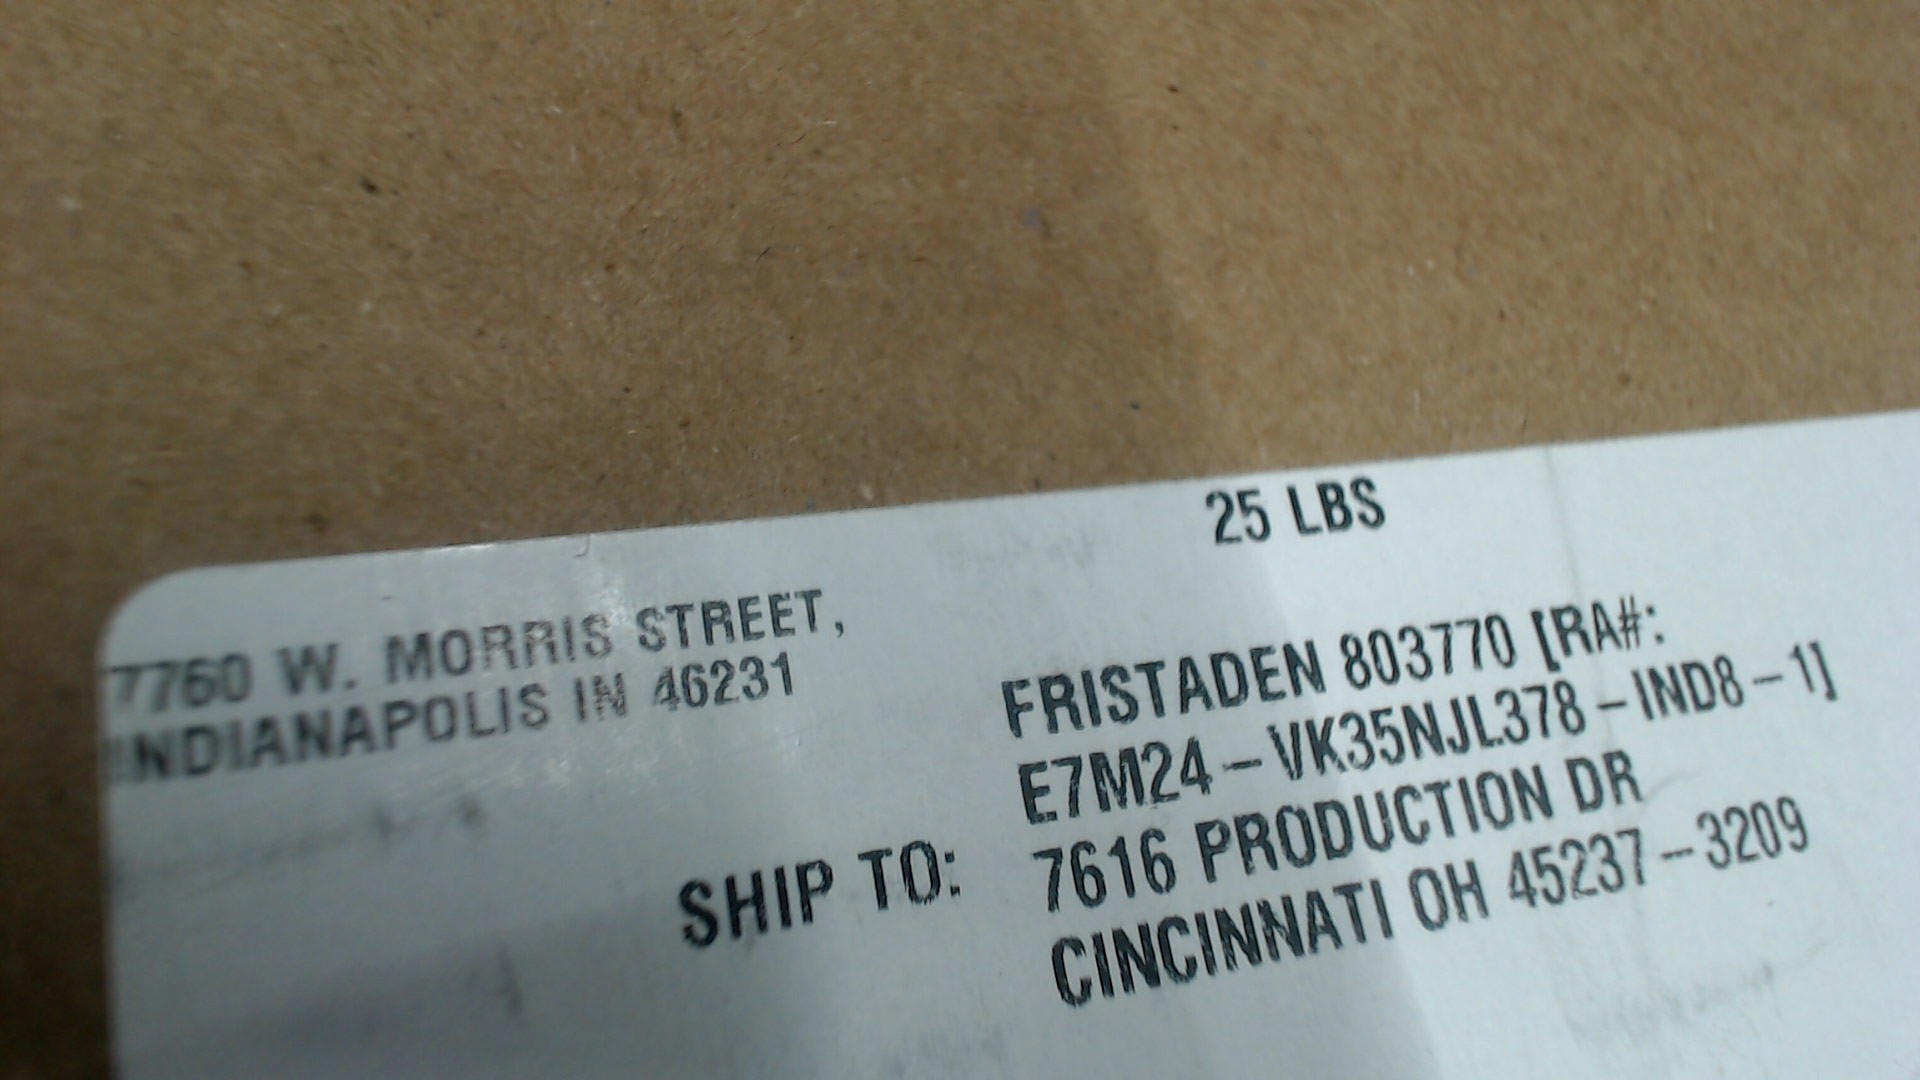 25 LBS
7760 W. MORRIS STREET,
INDIANAPOLIS IN 46231
FRISTADEN 803770 [RA#:
E7M24-VK35NJL378-IND8-1]
SHIP TO: 7616 PRODUCTION DR
CINCINNATI OH 45237-3209